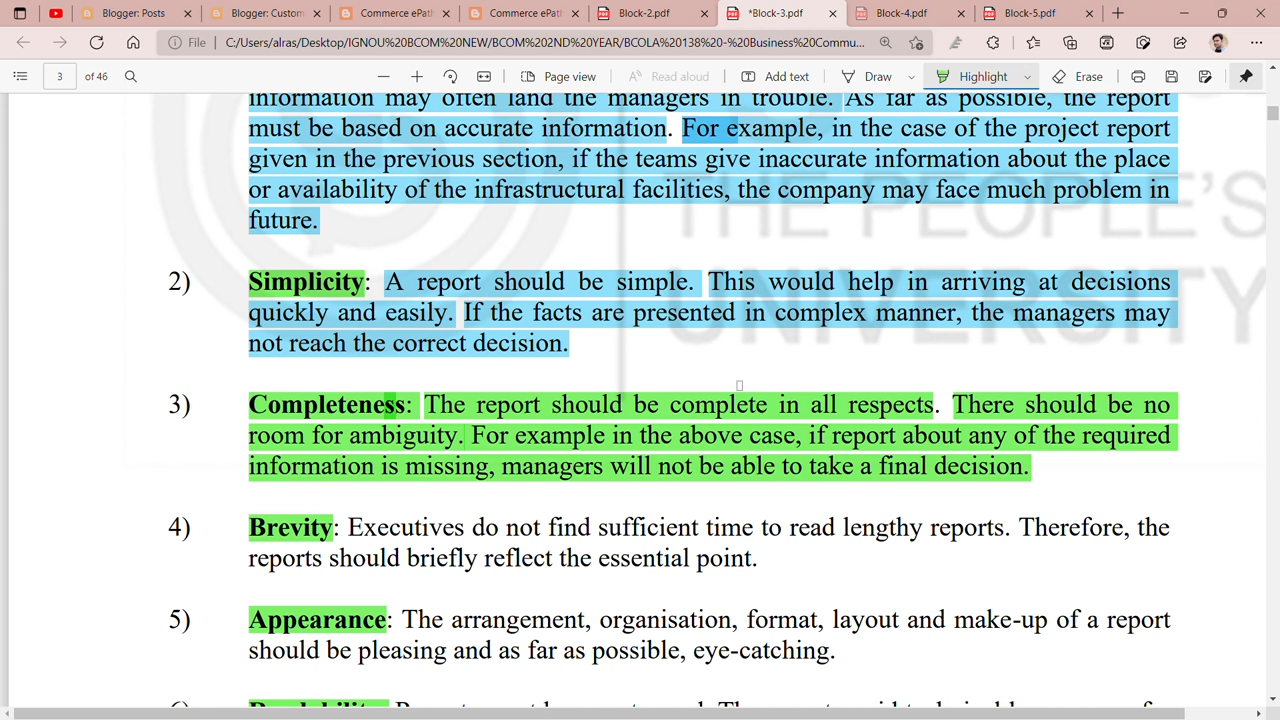 Blogger: Posts
Blogger: Custom
Commerce ePath
Commerce ePath
Block-2.pdf
*Block-3.pdf
Block-4.pdf
Block-5.pdf
File
C:/Users/alras/Desktop/IGNOU%20BCOM%20NEW/BCOM%202ND%20YEAR/BCOLA%20138%20-%20Business%20Commu...
3 of 46
Page view
Read aloud
Add text
Draw
Highlight
Erase
information may often land the managers in trouble. As far as possible, the report
must be based on accurate information. For example, in the case of the project report
given in the previous section, if the teams give inaccurate information about the place
or availability of the infrastructural facilities, the company may face much problem in
future.
THE PEOPLE'S
UNIVERSITY
2) Simplicity: A report should be simple. This would help in arriving at decisions
quickly and easily. If the facts are presented in complex manner, the managers may
not reach the correct decision.
3) Completeness: The report should be complete in all respects. There should be no
room for ambiguity. For example in the above case, if report about any of the required
information is missing, managers will not be able to take a final decision.
4) Brevity: Executives do not find sufficient time to read lengthy reports. Therefore, the
reports should briefly reflect the essential point.
5) Appearance: The arrangement, organisation, format, layout and make-up of a report
should be pleasing and as far as possible, eye-catching.